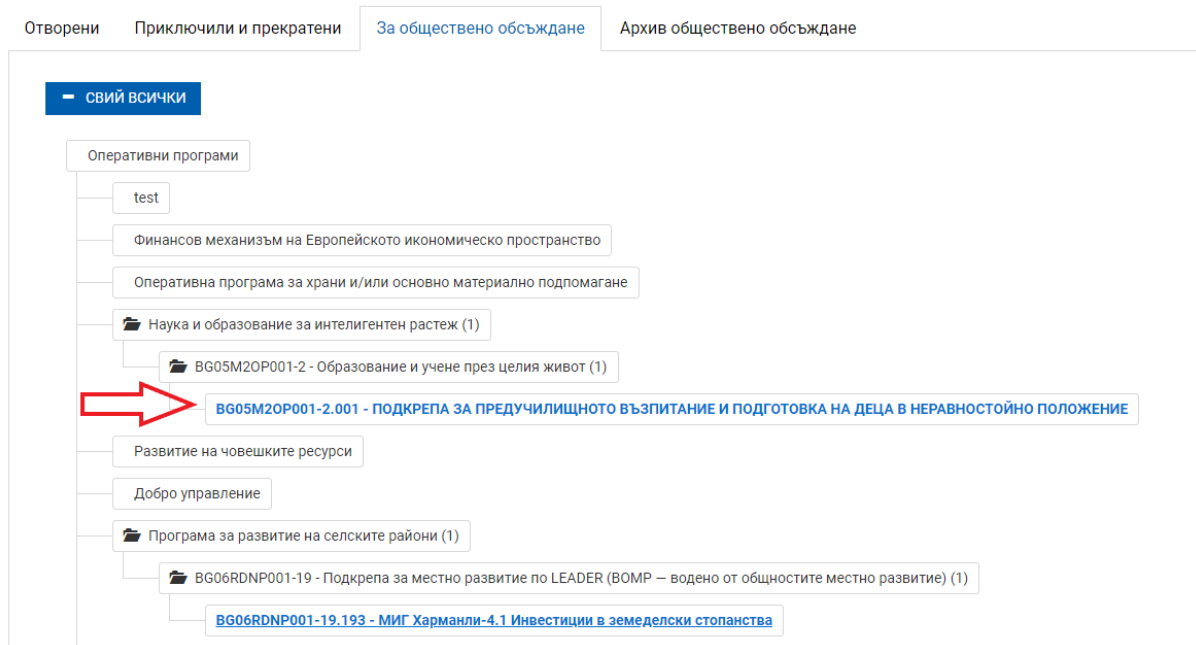 Отворени Приключили и прекратени За обществено обсъждане Архив обществено обсъждане
СВИЙ ВСИЧКИ
Оперативни програми
test
Финансов механизъм на Европейското икономическо пространство
Оперативна програма за храни и/или основно материално подпомагане
Наука и образование за интелигентен растеж (1)
BG05M2OP001-2 - Образование и учене през целия живот (1)
BG05M2OP001-2.001 - ПОДКРЕПА ЗА ПРЕДУЧИЛИЩНОТО ВЪЗПИТАНИЕ И ПОДГОТОВКА НА ДЕЦА В НЕРАВНОСТОЙНО ПОЛОЖЕНИЕ
Развитие на човешките ресурси
Добро управление
Програма за развитие на селските райони (1)
BG06RDNP001-19 - Подкрепа за местно развитие по LEADER (ВОМР — водено от общностите местно развитие) (1)
BG06RDNP001-19.193 - МИГ Харманли-4.1 Инвестиции в земеделски стопанства